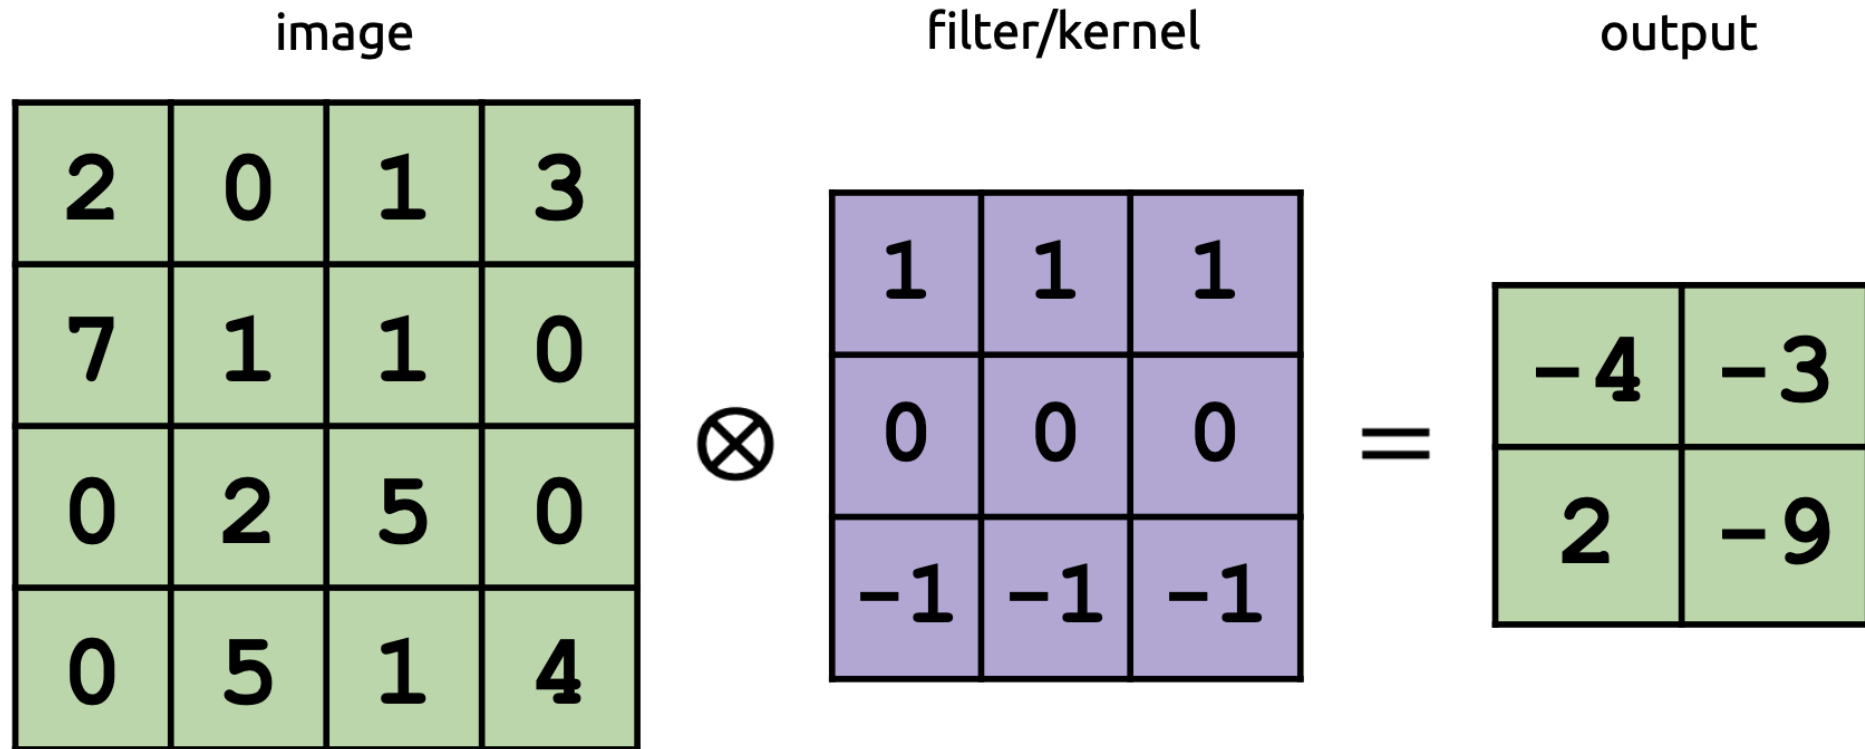 image filter/kernel output
2 0 1 3
7 1 1 0
0 2 5 0
0 5 1 4
⊗
1 1 1
0 0 0
-1 -1 -1
=
-4 -3
2 -9